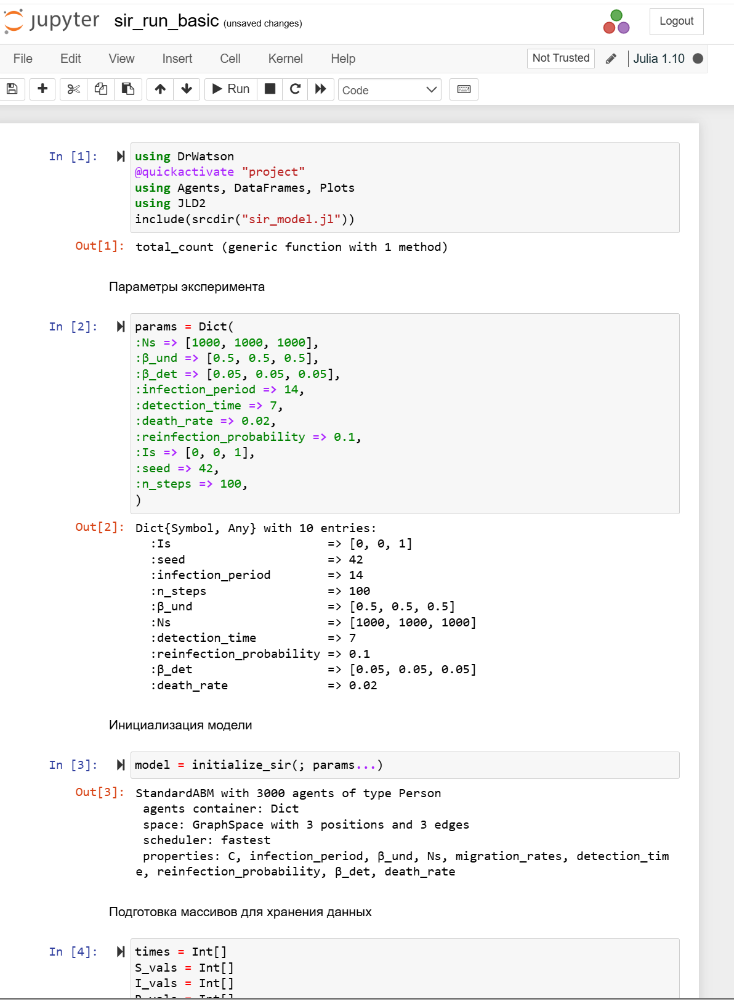 jupyter sir_run_basic (unsaved changes)
Logout
File Edit View Insert Cell Kernel Help Not Trusted Julia 1.10
Run Code
In [1]: using DrWatson
@quickactivate "project"
using Agents, DataFrames, Plots
using JLD2
include(srcdir("sir_model.jl"))
Out[1]: total_count (generic function with 1 method)
Параметры эксперимента
In [2]: params = Dict(
:Ns => [1000, 1000, 1000],
:β_und => [0.5, 0.5, 0.5],
:β_det => [0.05, 0.05, 0.05],
:infection_period => 14,
:detection_time => 7,
:death_rate => 0.02,
:reinfection_probability => 0.1,
:Is => [0, 0, 1],
:seed => 42,
:n_steps => 100,
)
Out[2]: Dict{Symbol, Any} with 10 entries:
:Is => [0, 0, 1]
:seed => 42
:infection_period => 14
:n_steps => 100
:β_und => [0.5, 0.5, 0.5]
:Ns => [1000, 1000, 1000]
:detection_time => 7
:reinfection_probability => 0.1
:β_det => [0.05, 0.05, 0.05]
:death_rate => 0.02
Инициализация модели
In [3]: model = initialize_sir(; params...)
Out[3]: StandardABM with 3000 agents of type Person
agents container: Dict
space: GraphSpace with 3 positions and 3 edges
scheduler: fastest
properties: C, infection_period, β_und, Ns, migration_rates, detection_tim
e, reinfection_probability, β_det, death_rate
Подготовка массивов для хранения данных
In [4]: times = Int[]
S_vals = Int[]
I_vals = Int[]